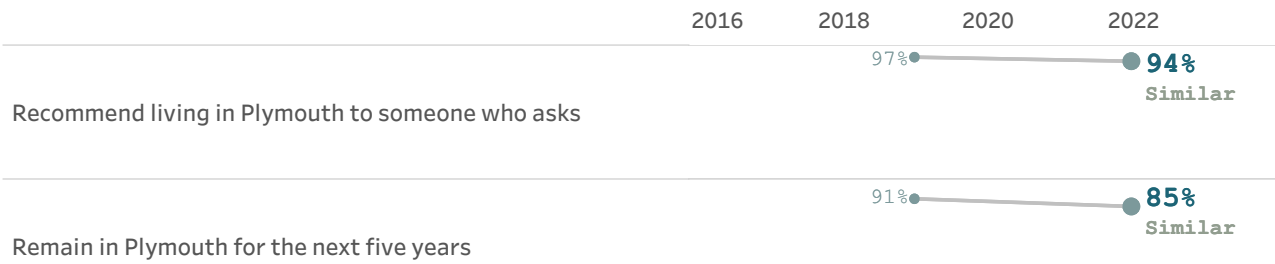 2016 2018 2020 2022
97% 94%
Similar
Recommend living in Plymouth to someone who asks
91% 85%
Similar
Remain in Plymouth for the next five years